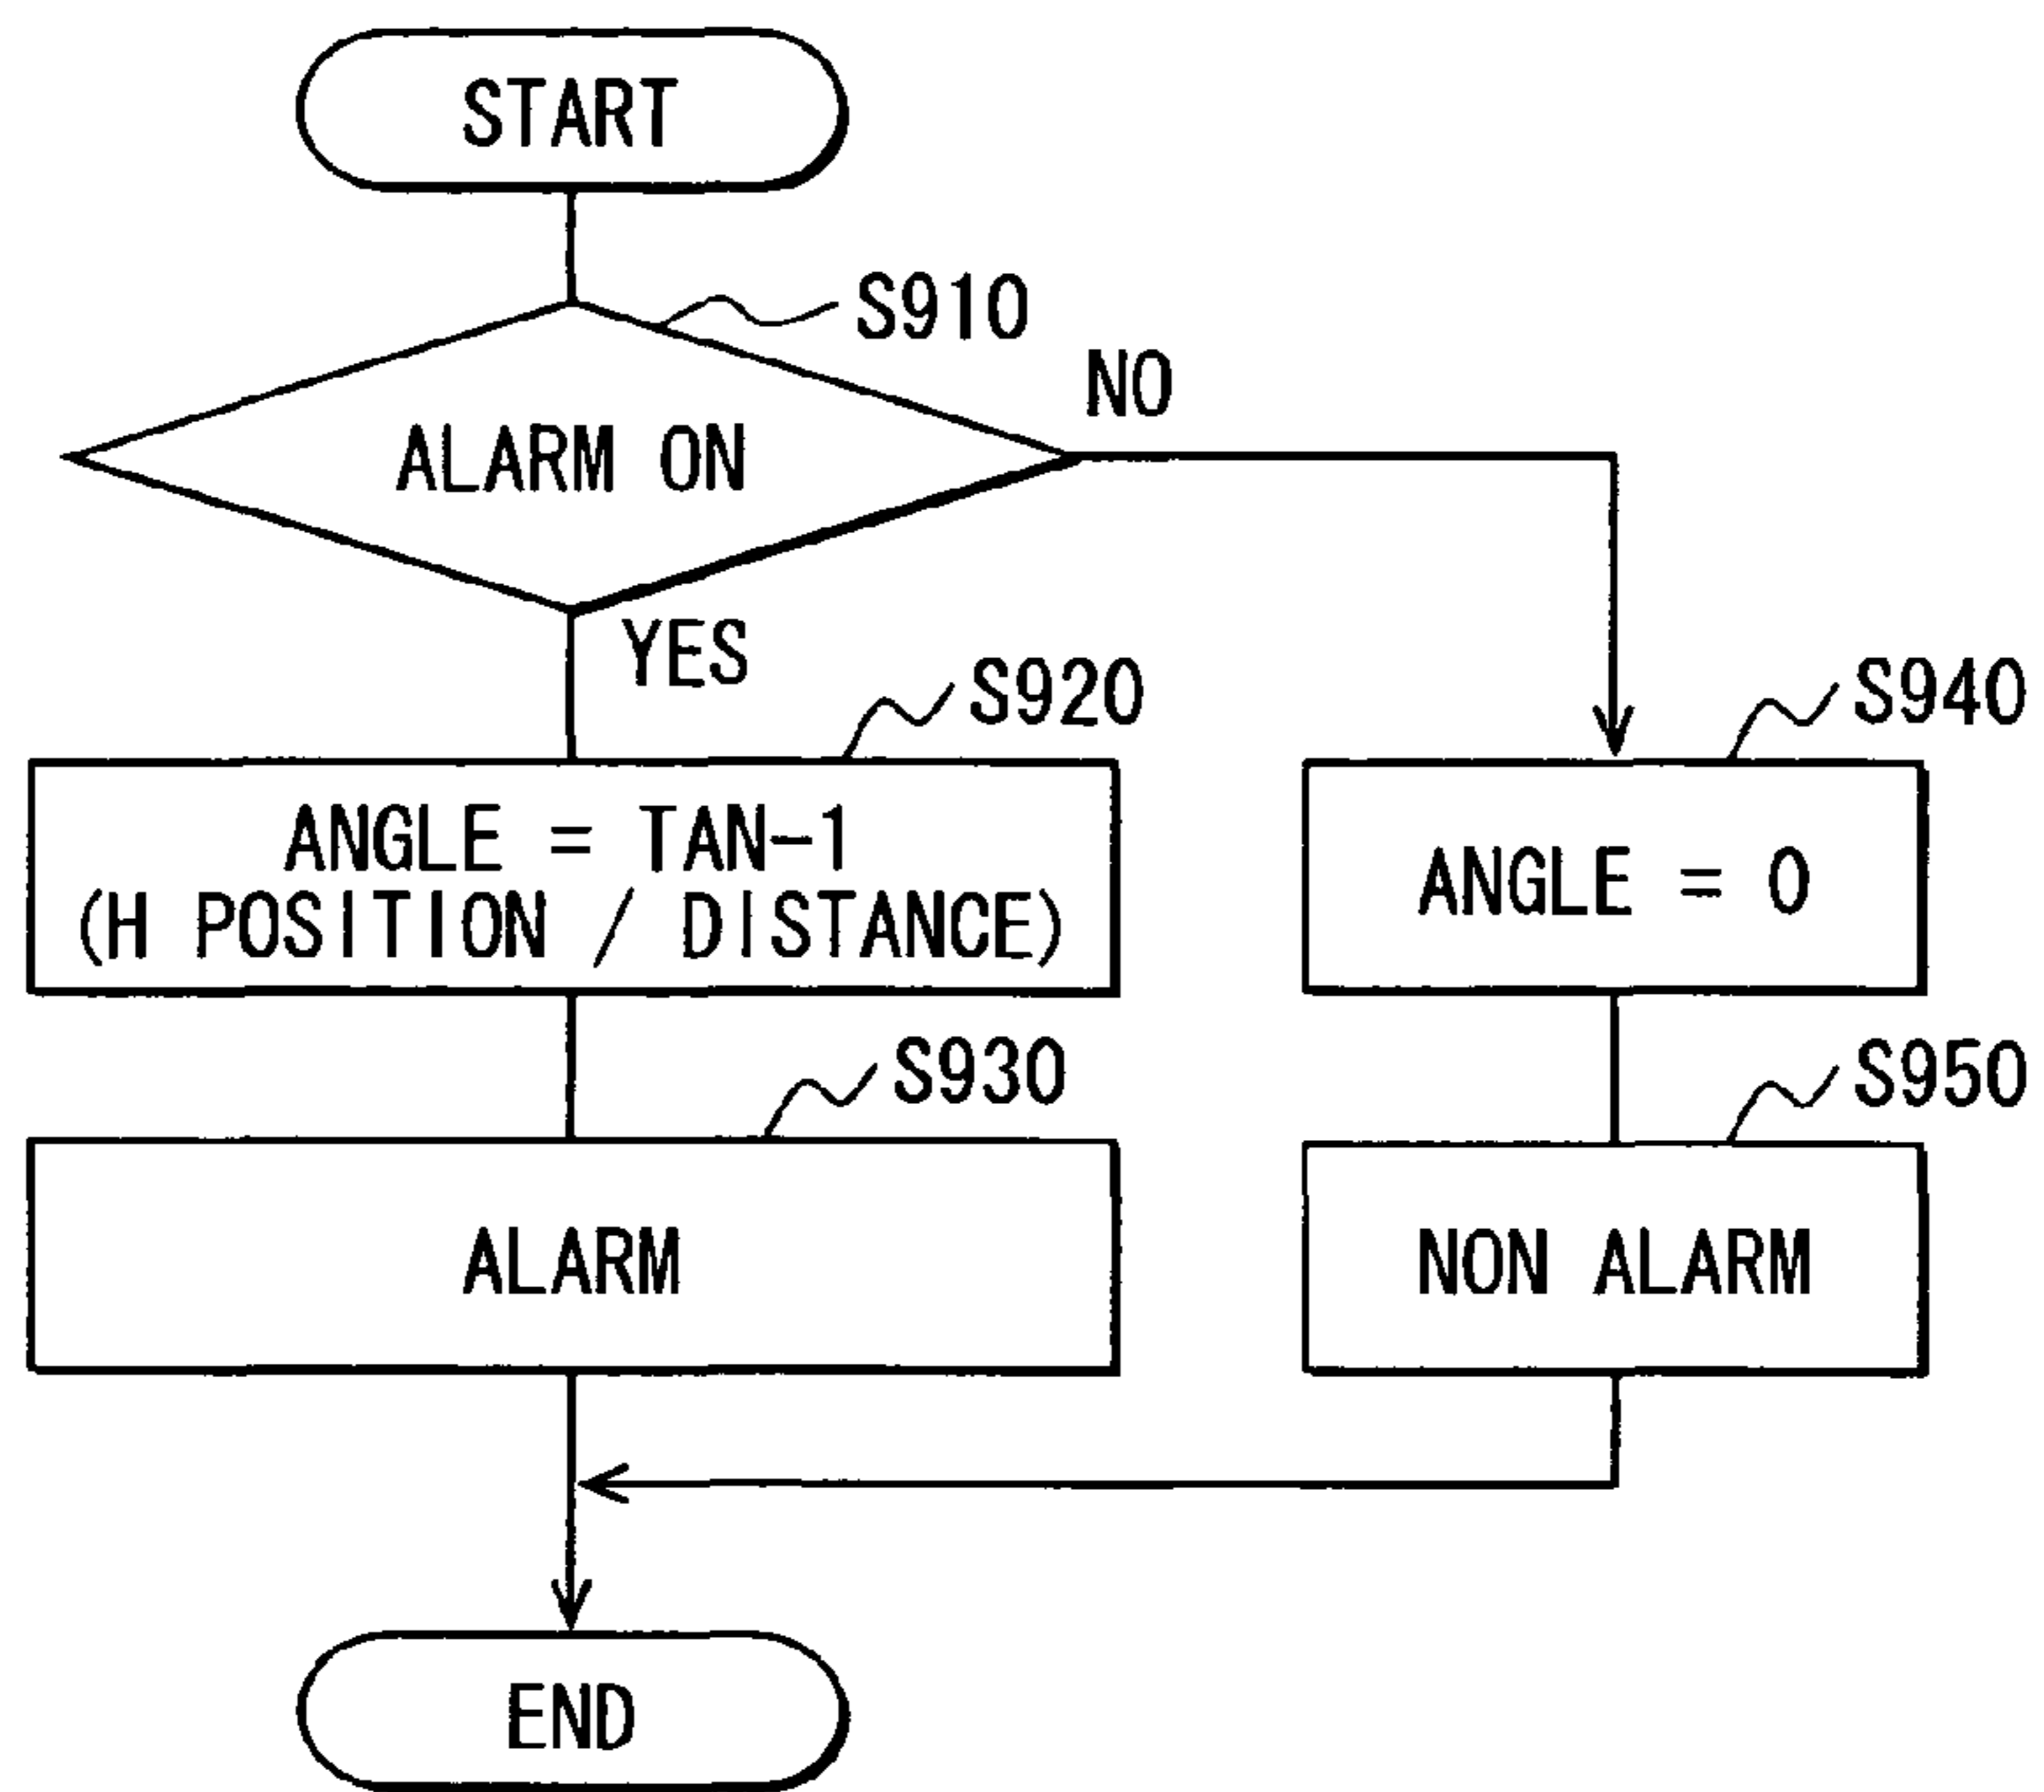 START
S910
ALARM ON
NO
YES
S920
ANGLE = TAN-1
(H POSITION / DISTANCE)
S940
ANGLE = 0
S930
ALARM
S950
NON ALARM
END